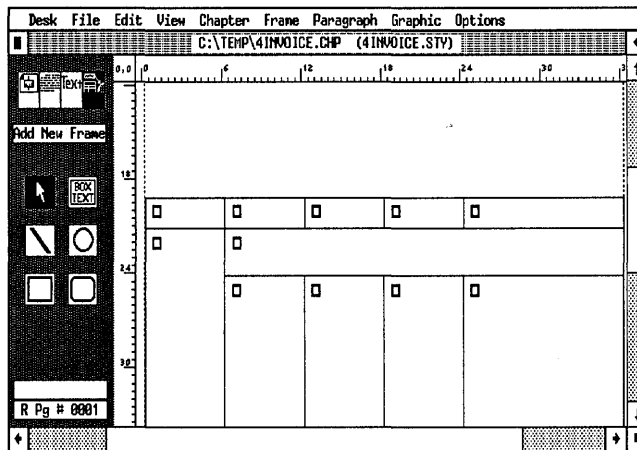 Desk File Edit View Chapter Frame Paragraph Graphic Options
C:\TEMP\4INVOICE.CHP (4INVOICE.STY)
Text
0,0 0 6 12 18 24 30
Add New Frame
18
BOX
TEXT
24
30
R Pg # 0001